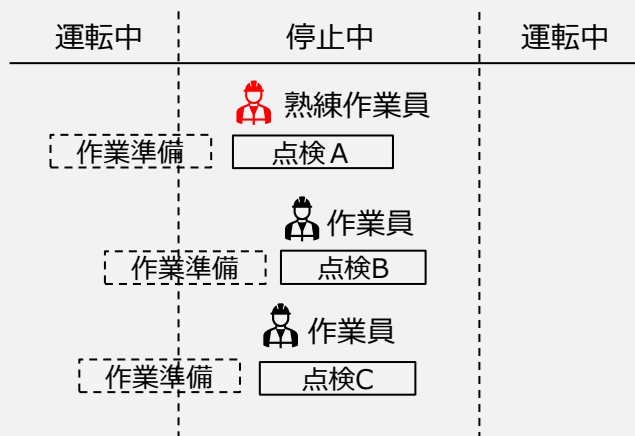 運転中 停止中 運転中
熟練作業員
作業準備 点検A
作業員
作業準備 点検B
作業員
作業準備 点検C